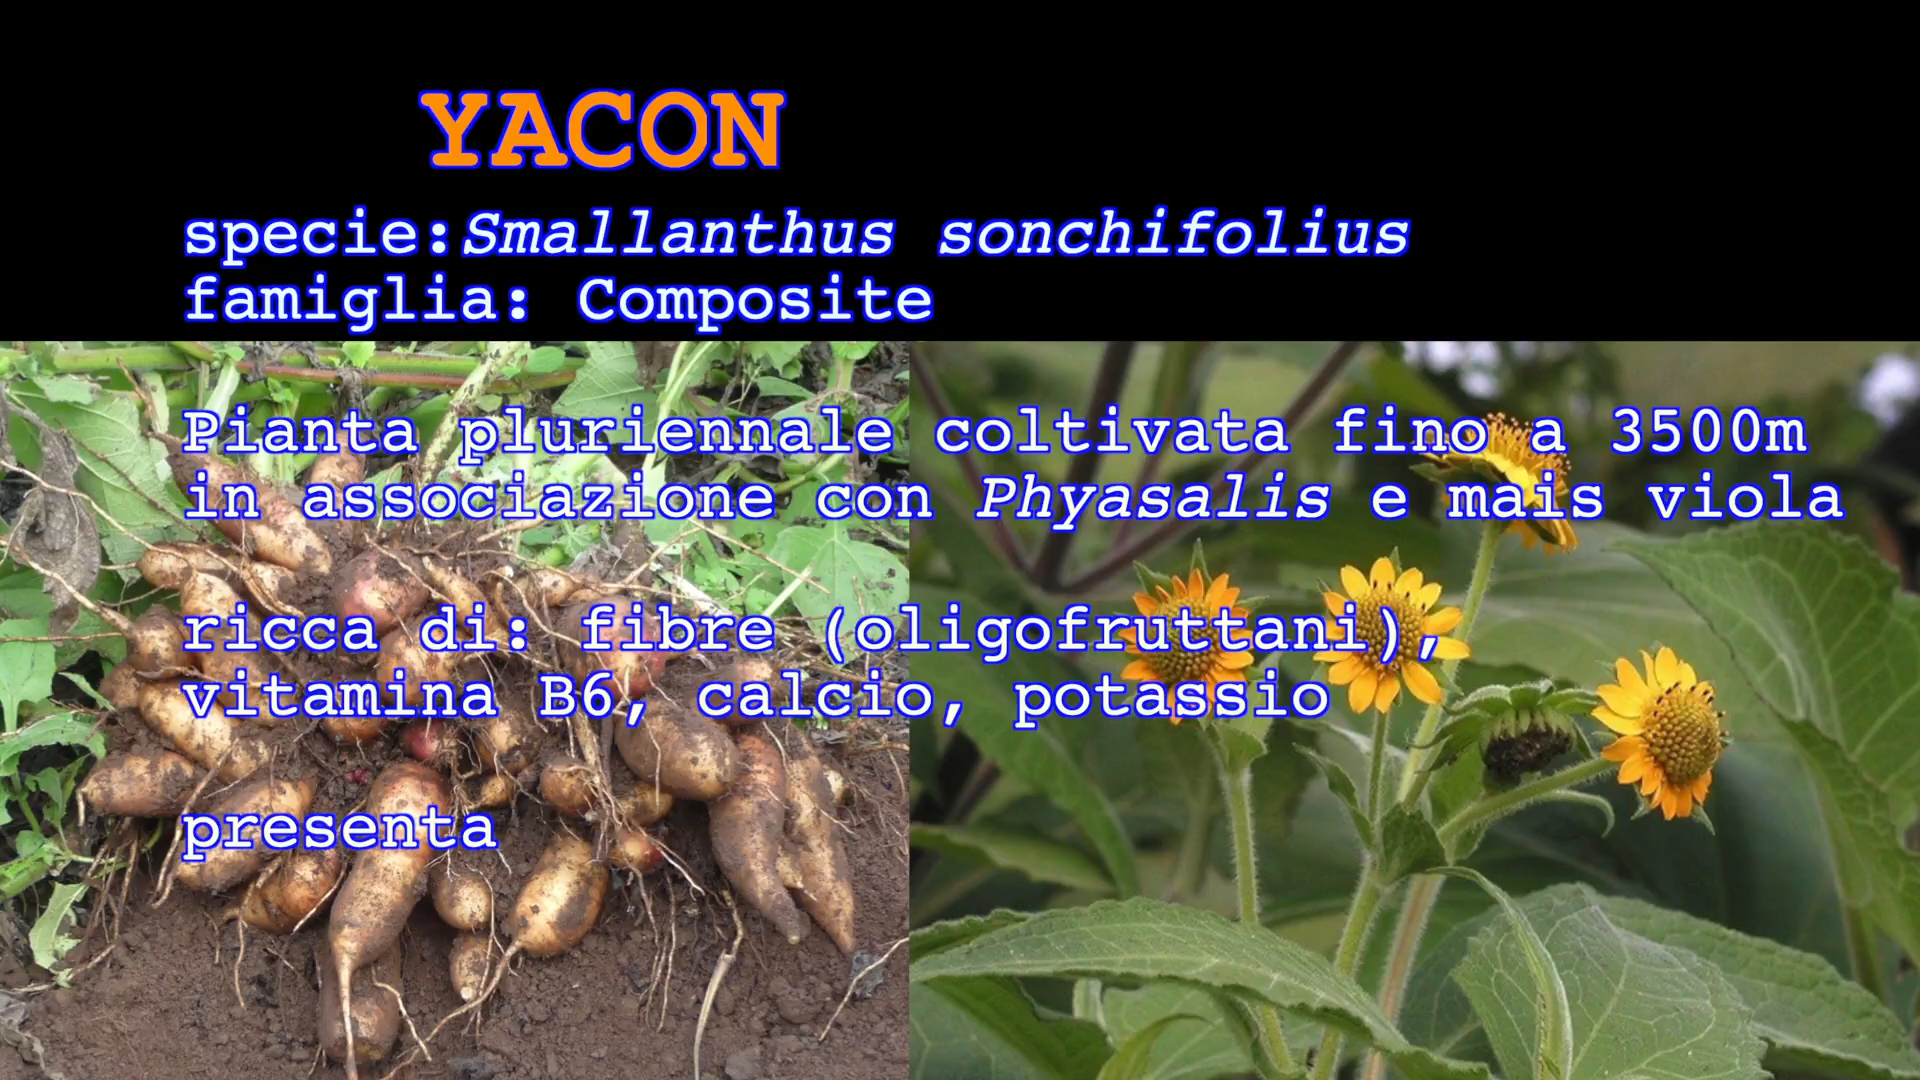 YACON
specie:Smallanthus sonchifolius
famiglia: Composite
Pianta pluriennale coltivata fino a 3500m
in associazione con Phyasalis e mais viola
ricca di: fibre (oligofruttani),
vitamina B6, calcio, potassio
presenta